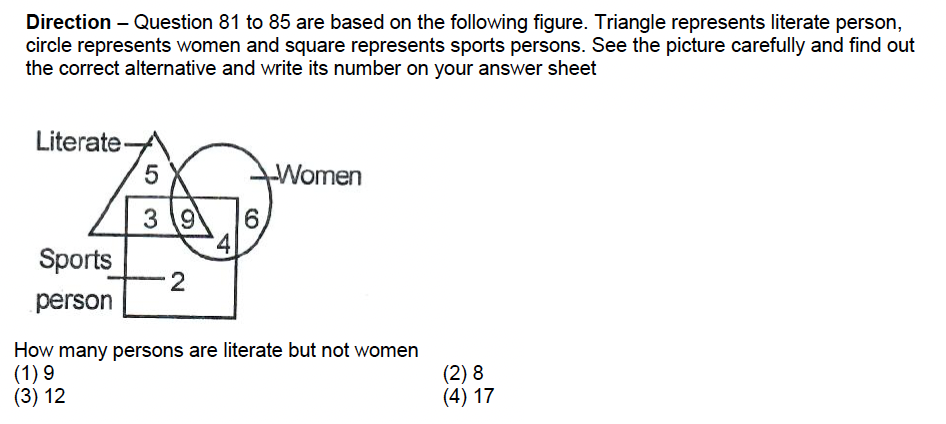 Direction – Question 81 to 85 are based on the following figure. Triangle represents literate person,
circle represents women and square represents sports persons. See the picture carefully and find out
the correct alternative and write its number on your answer sheet
Literate
5
Women
3 9 6
4
Sports
2
person
How many persons are literate but not women
(1) 9 (2) 8
(3) 12 (4) 17